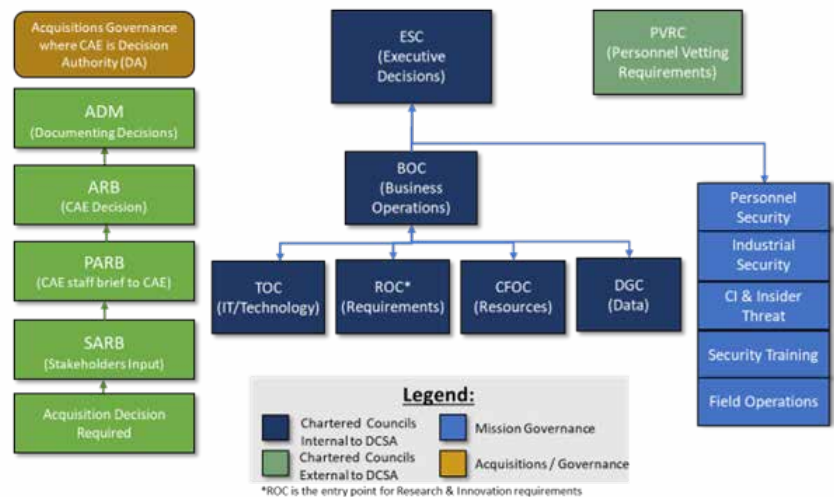 Acquisitions Governance
where CAE is Decision
Authority (DA)
ADM
(Documenting Decisions)
ARB
(CAE Decision)
PARB
(CAE staff brief to CAE)
SARB
(Stakeholders Input)
Acquisition Decision
Required
ESC
(Executive
Decisions)
PVRC
(Personnel Vetting
Requirements)
BOC
(Business
Operations)
TOC
(IT/Technology)
ROC*
(Requirements)
CFOC
(Resources)
DGC
(Data)
Personnel
Security
Industrial
Security
CI & Insider
Threat
Security Training
Field Operations
Legend:
Chartered Councils
Internal to DCSA
Mission Governance
Chartered Councils
External to DCSA
Acquisitions / Governance
*ROC is the entry point for Research & Innovation requirements